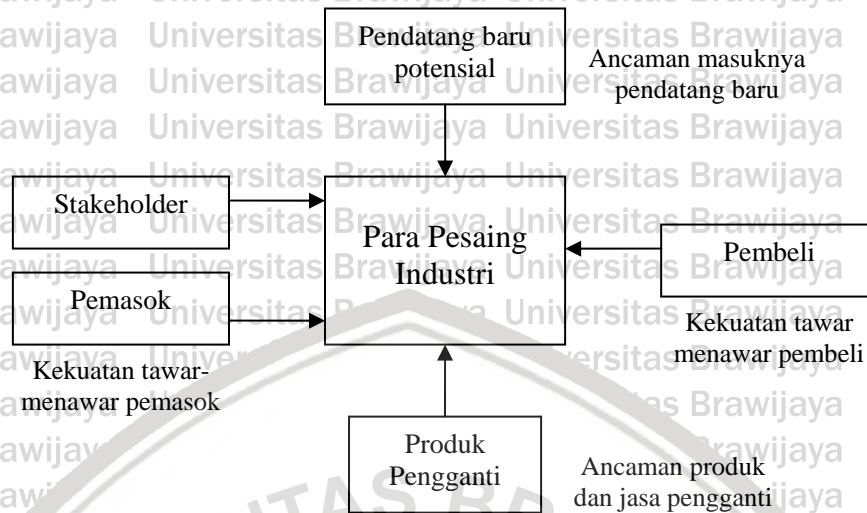 Pendatang baru
potensial
Ancaman masuknya
pendatang baru
Stakeholder
Para Pesaing
Industri
Pembeli
Pemasok
Kekuatan tawar
menawar pembeli
Kekuatan tawar-
menawar pemasok
Produk
Pengganti
Ancaman produk
dan jasa pengganti